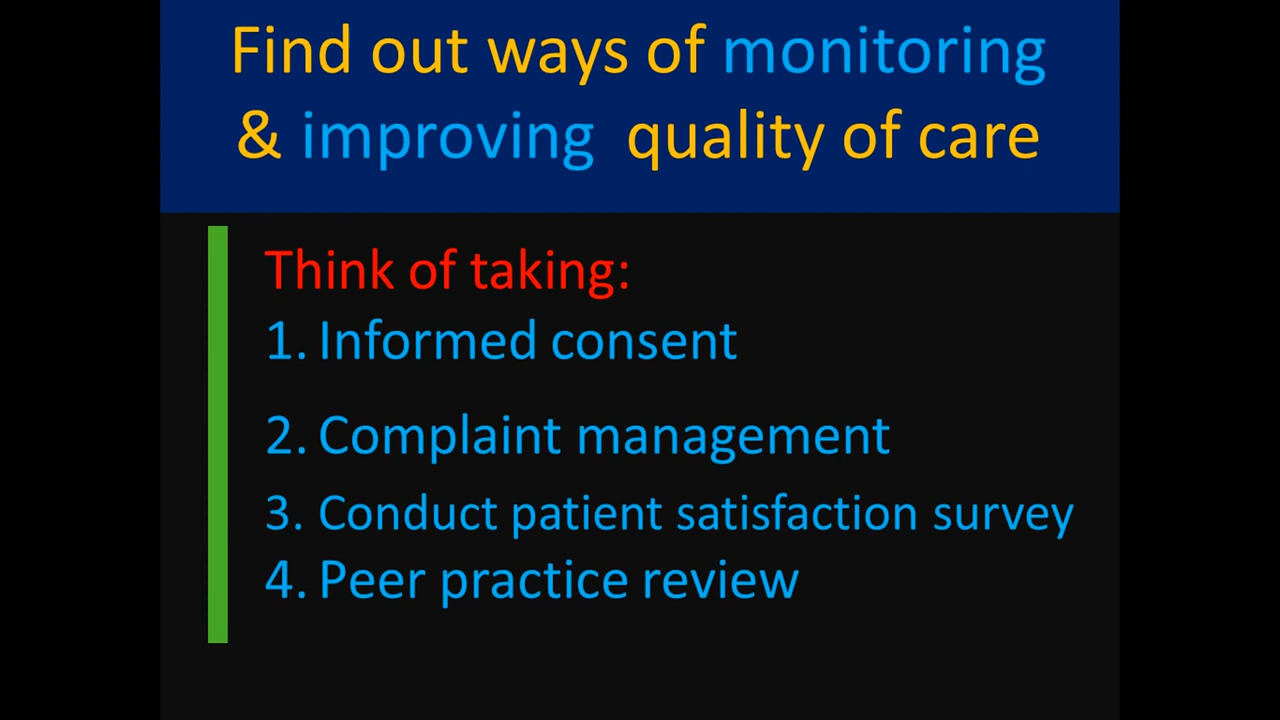 Find out ways of monitoring
& improving quality of care
Think of taking:
1. Informed consent
2. Complaint management
3. Conduct patient satisfaction survey
4. Peer practice review